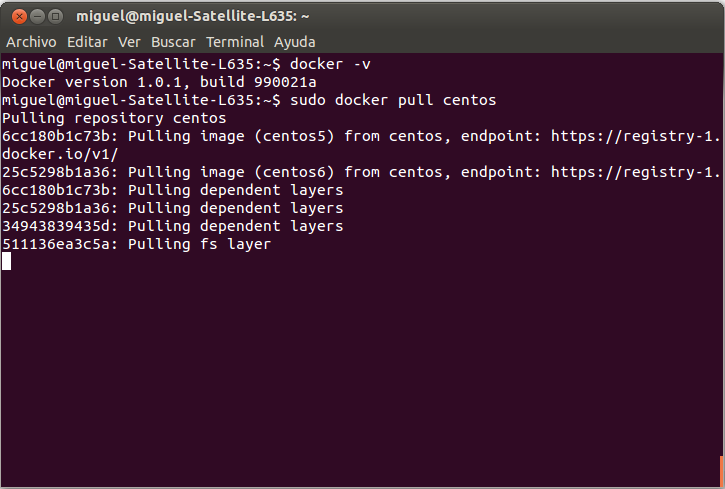 miguel@miguel-Satellite-L635: ~
Archivo Editar Ver Buscar Terminal Ayuda
miguel@miguel-Satellite-L635:~$ docker -v
Docker version 1.0.1, build 990021a
miguel@miguel-Satellite-L635:~$ sudo docker pull centos
Pulling repository centos
6cc180b1c73b: Pulling image (centos5) from centos, endpoint: https://registry-1.
docker.io/v1/
25c5298b1a36: Pulling image (centos6) from centos, endpoint: https://registry-1.
6cc180b1c73b: Pulling dependent layers
25c5298b1a36: Pulling dependent layers
34943839435d: Pulling dependent layers
511136ea3c5a: Pulling fs layer